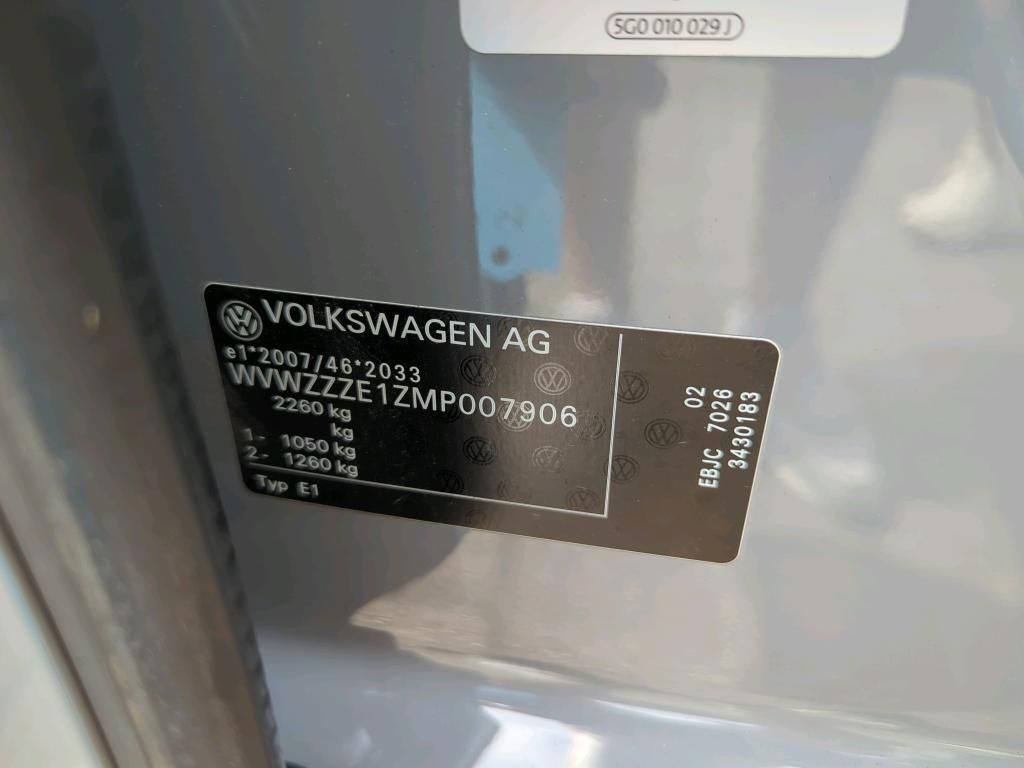 5G0 010 029 J
VOLKSWAGEN AG
e1*2007/46*2033
WVWZZZE1ZMP007906
2260 kg
kg
1.- 1050 kg
2.- 1260 kg
Typ E1
02
EBJC 7026
3430183